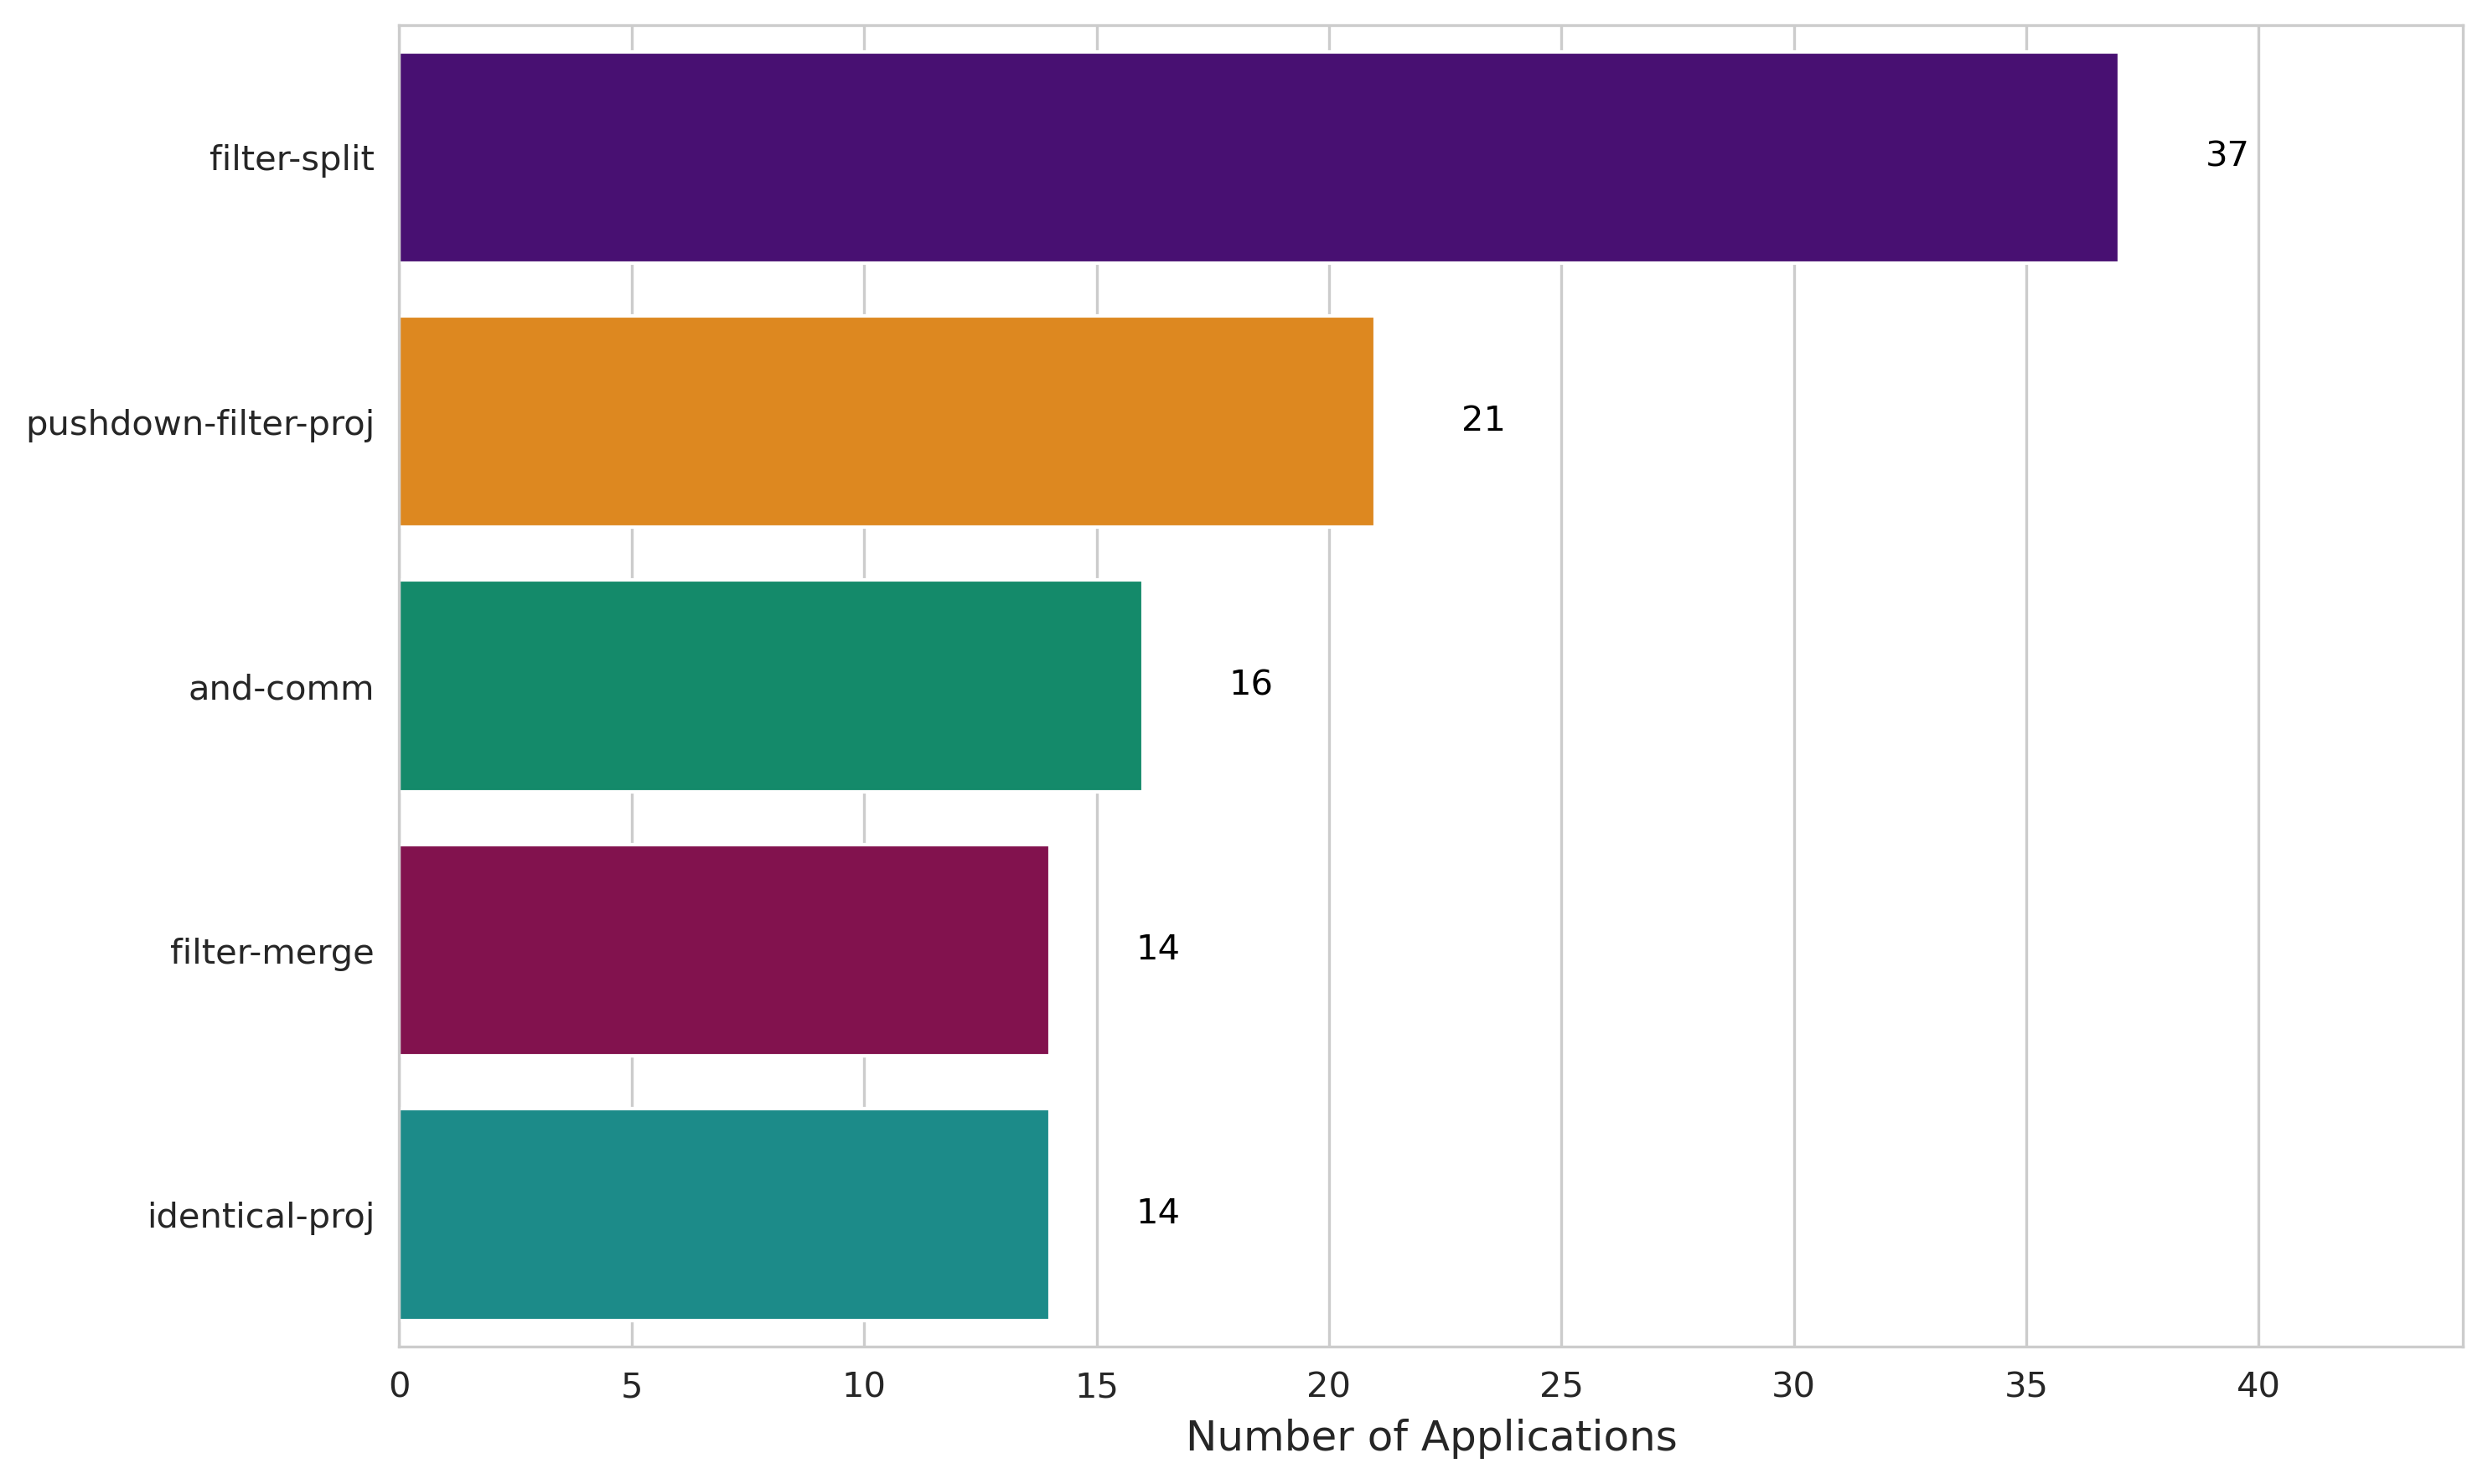 filter-split
37
pushdown-filter-proj
21
and-comm
16
filter-merge
14
identical-proj
14
0 5 10 15 20 25 30 35 40
Number of Applications